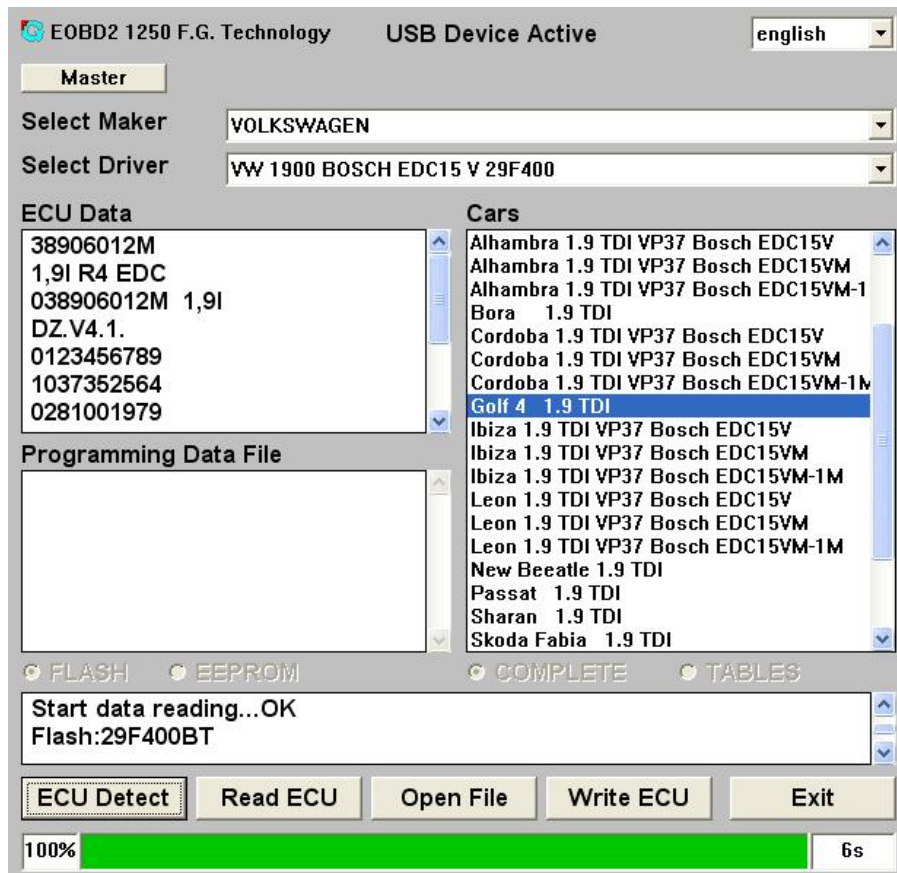 EOBD2 1250 F.G. Technology USB Device Active english
Master
Select Maker VOLKSWAGEN
Select Driver VW 1900 BOSCH EDC15 V 29F400
ECU Data
38906012M
1,9l R4 EDC
038906012M 1,9l
DZ.V4.1.
0123456789
1037352564
0281001979
Cars
Alhambra 1.9 TDI VP37 Bosch EDC15V
Alhambra 1.9 TDI VP37 Bosch EDC15VM
Alhambra 1.9 TDI VP37 Bosch EDC15VM-1
Bora 1.9 TDI
Cordoba 1.9 TDI VP37 Bosch EDC15V
Cordoba 1.9 TDI VP37 Bosch EDC15VM
Cordoba 1.9 TDI VP37 Bosch EDC15VM-1M
Golf 4 1.9 TDI
Ibiza 1.9 TDI VP37 Bosch EDC15V
Ibiza 1.9 TDI VP37 Bosch EDC15VM
Ibiza 1.9 TDI VP37 Bosch EDC15VM-1M
Leon 1.9 TDI VP37 Bosch EDC15V
Leon 1.9 TDI VP37 Bosch EDC15VM
Leon 1.9 TDI VP37 Bosch EDC15VM-1M
New Beeatle 1.9 TDI
Passat 1.9 TDI
Sharan 1.9 TDI
Skoda Fabia 1.9 TDI
Programming Data File
FLASH EEPROM COMPLETE TABLES
Start data reading...OK
Flash:29F400BT
ECU Detect Read ECU Open File Write ECU Exit
100% 6s